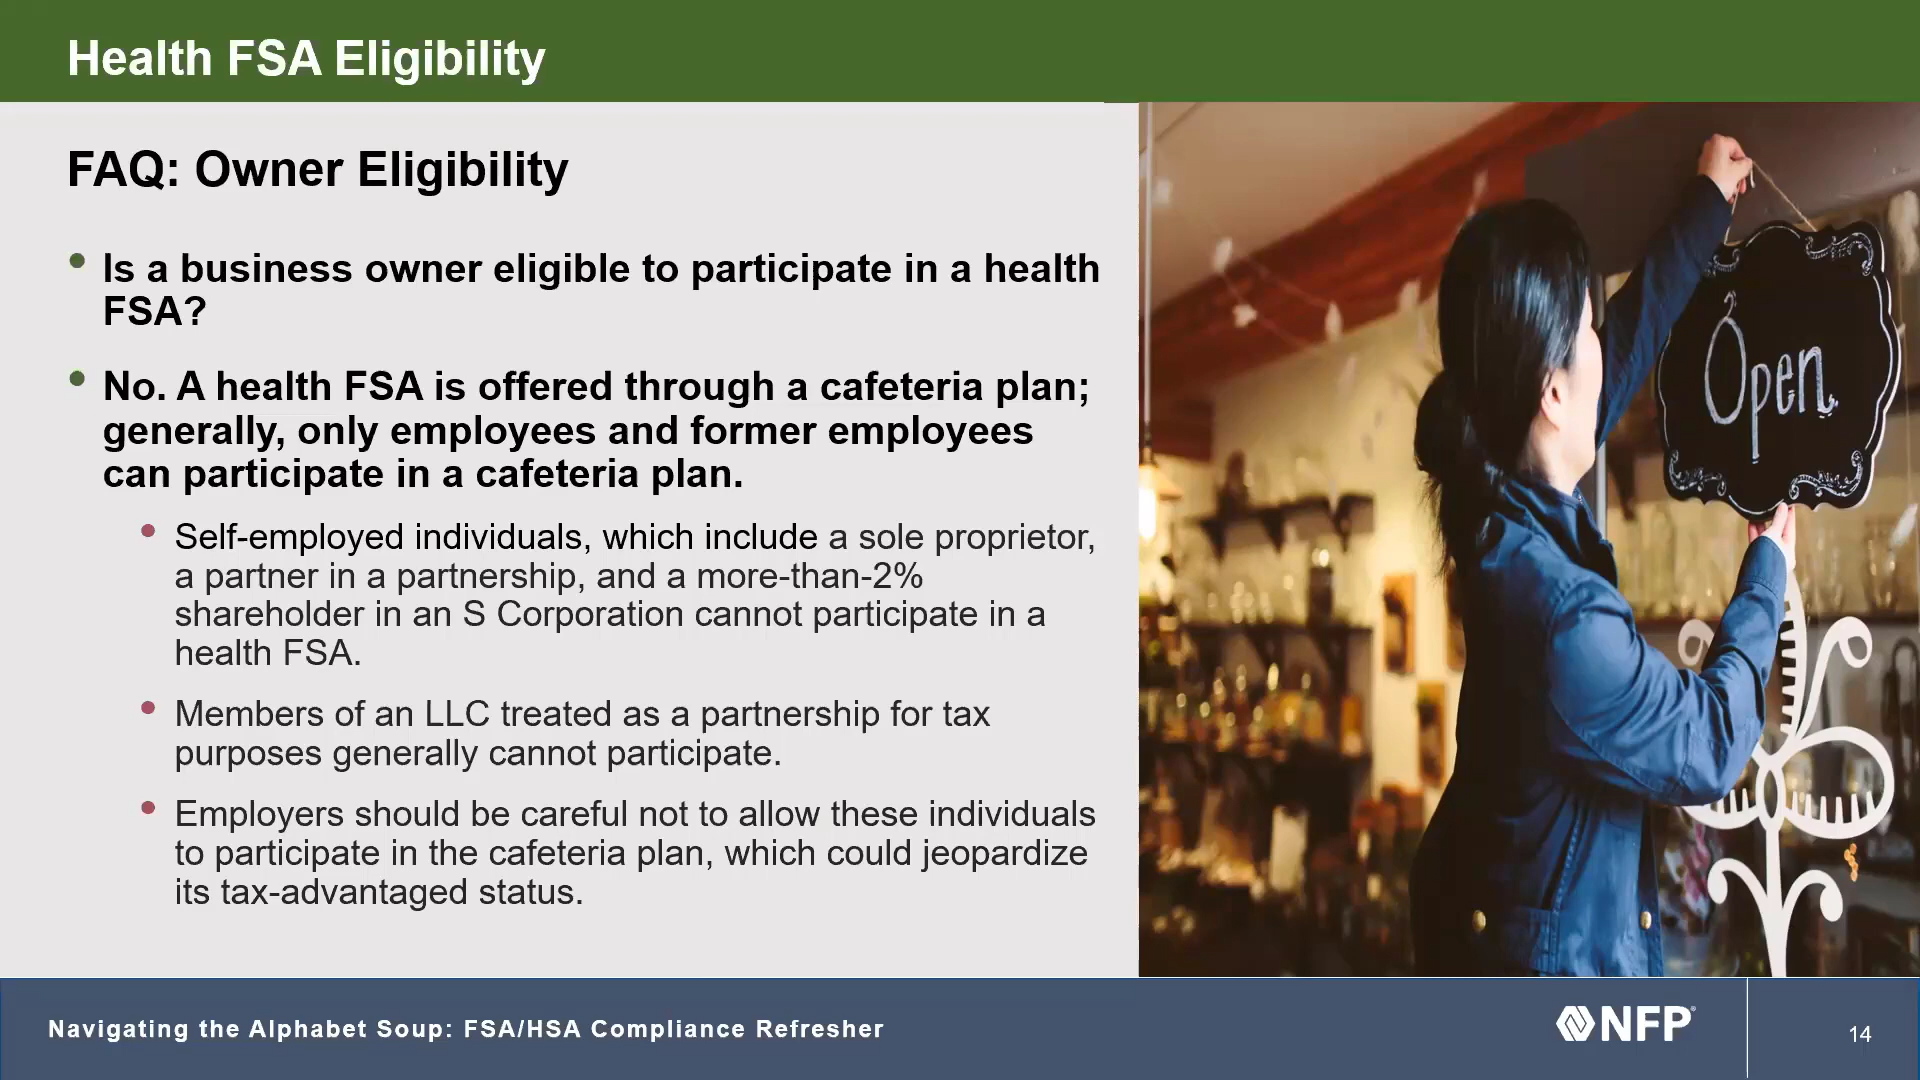 Health FSA Eligibility
FAQ: Owner Eligibility
• Is a business owner eligible to participate in a health
FSA?
• No. A health FSA is offered through a cafeteria plan;
generally, only employees and former employees
can participate in a cafeteria plan.
• Self-employed individuals, which include a sole proprietor,
a partner in a partnership, and a more-than-2%
shareholder in an S Corporation cannot participate in a
health FSA.
• Members of an LLC treated as a partnership for tax
purposes generally cannot participate.
• Employers should be careful not to allow these individuals
to participate in the cafeteria plan, which could jeopardize
its tax-advantaged status.
Open
Navigating the Alphabet Soup: FSA/HSA Compliance Refresher
NFP®
14